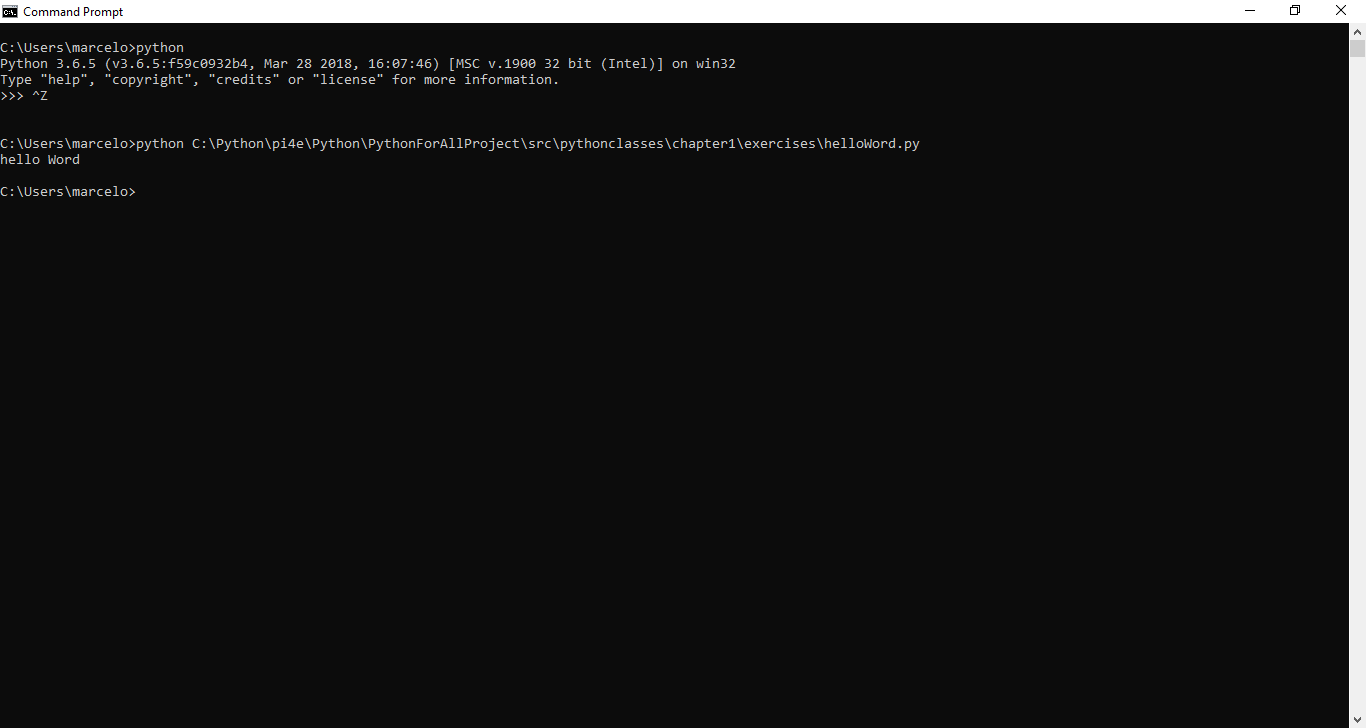 Command Prompt
C:\Users\marcelo>python
Python 3.6.5 (v3.6.5:f59c0932b4, Mar 28 2018, 16:07:46) [MSC v.1900 32 bit (Intel)] on win32
Type "help", "copyright", "credits" or "license" for more information.
>>> ^Z
C:\Users\marcelo>python C:\Python\pi4e\Python\PythonForAllProject\src\pythonclasses\chapter1\exercises\helloWord.py
hello Word
C:\Users\marcelo>